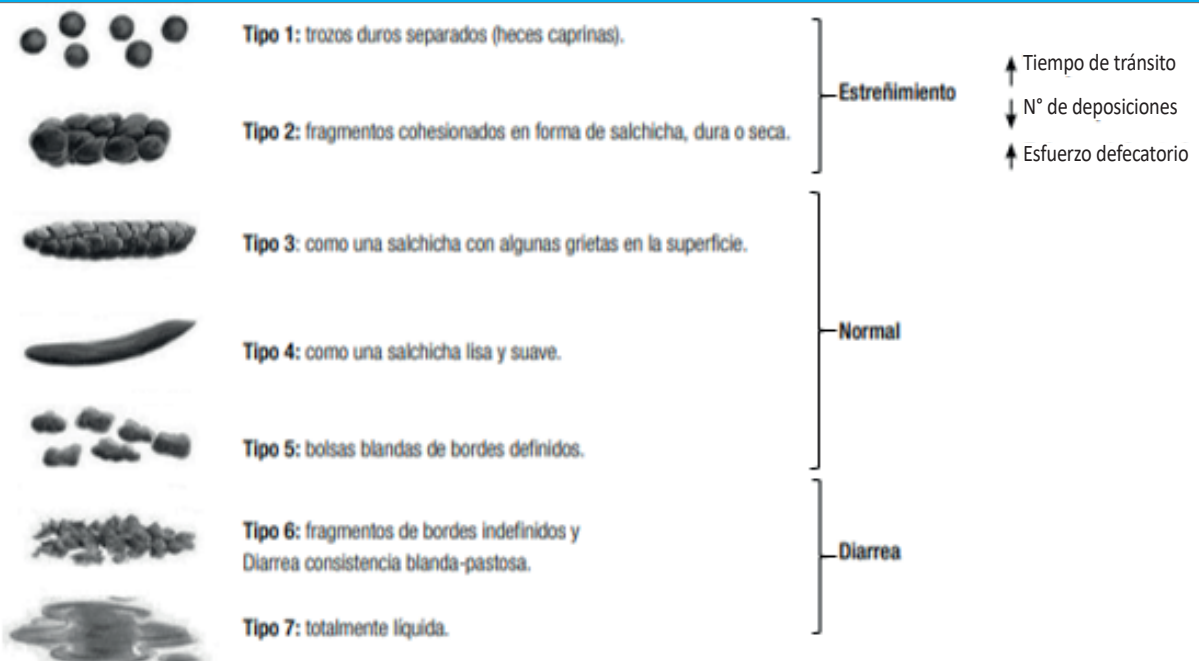 Tipo 1: trozos duros separados (heces caprinas).
Tipo 2: fragmentos cohesionados en forma de salchicha, dura o seca.
Estreñimiento
Tiempo de tránsito
N° de deposiciones
Esfuerzo defecatorio
Tipo 3: como una salchicha con algunas grietas en la superficie.
Tipo 4: como una salchicha lisa y suave.
Tipo 5: bolsas blandas de bordes definidos.
Normal
Tipo 6: fragmentos de bordes indefinidos y
Diarrea consistencia blanda-pastosa.
Tipo 7: totalmente líquida.
Diarrea